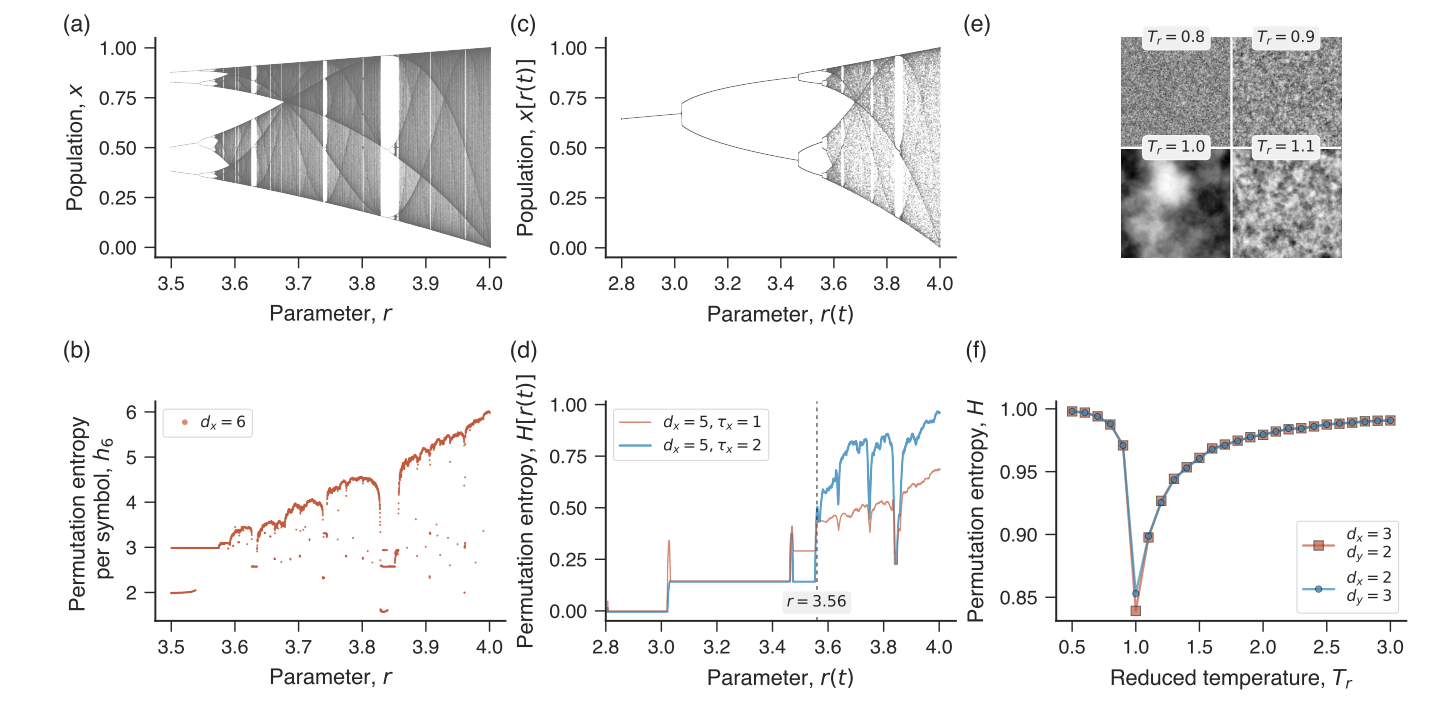 (a)
Population, x
1.00
0.75
0.50
0.25
0.00
3.5 3.6 3.7 3.8 3.9 4.0
Parameter, r
(c)
Population, x[r(t)]
1.00
0.75
0.50
0.25
0.00
2.8 3.0 3.2 3.4 3.6 3.8 4.0
Parameter, r(t)
(e)
T_r = 0.8 T_r = 0.9
T_r = 1.0 T_r = 1.1
(b)
Permutation entropy
per symbol, h_6
6
5
4
3
2
d_x = 6
3.5 3.6 3.7 3.8 3.9 4.0
Parameter, r
(d)
Permutation entropy, H[r(t)]
1.00
0.75
0.50
0.25
0.00
d_x = 5, τ_x = 1
d_x = 5, τ_x = 2
r = 3.56
2.8 3.0 3.2 3.4 3.6 3.8 4.0
Parameter, r(t)
(f)
Permutation entropy, H
1.00
0.95
0.90
0.85
d_x = 3
d_y = 2
d_x = 2
d_y = 3
0.5 1.0 1.5 2.0 2.5 3.0
Reduced temperature, T_r